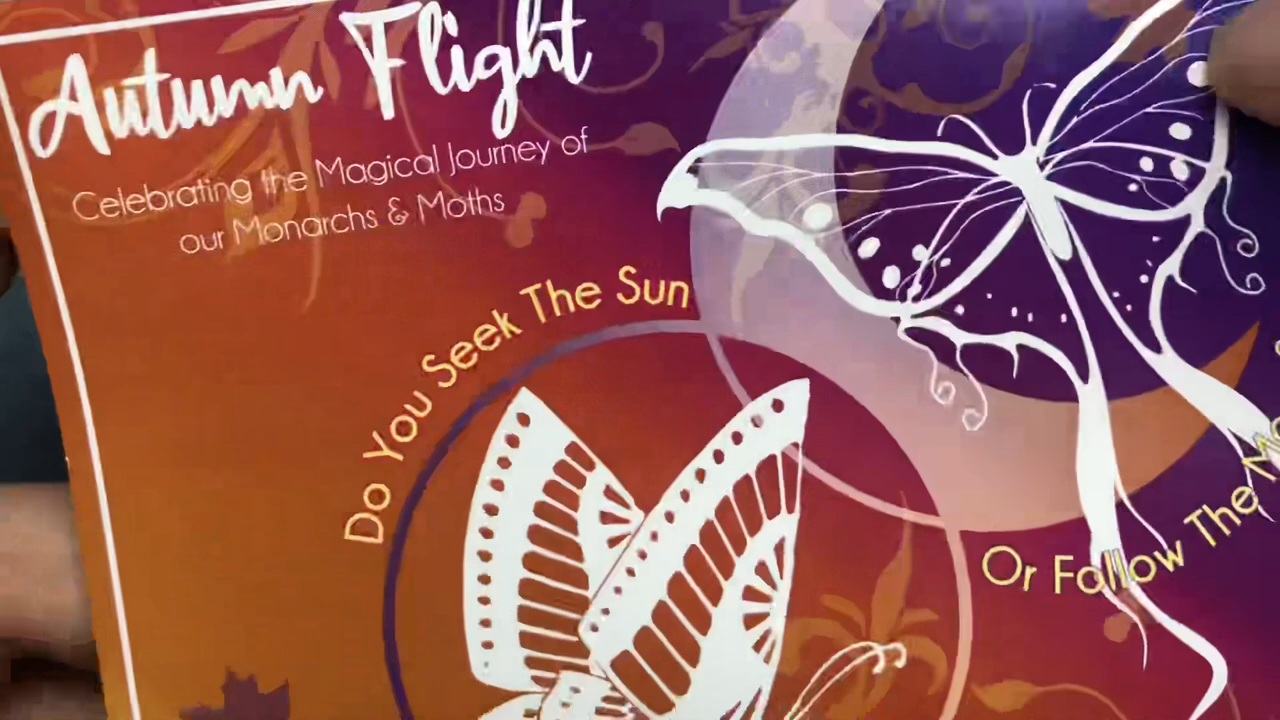 Autumn Flight
Celebrating the Magical Journey of
our Monarchs & Moths
Do You Seek The Sun
Or Follow The